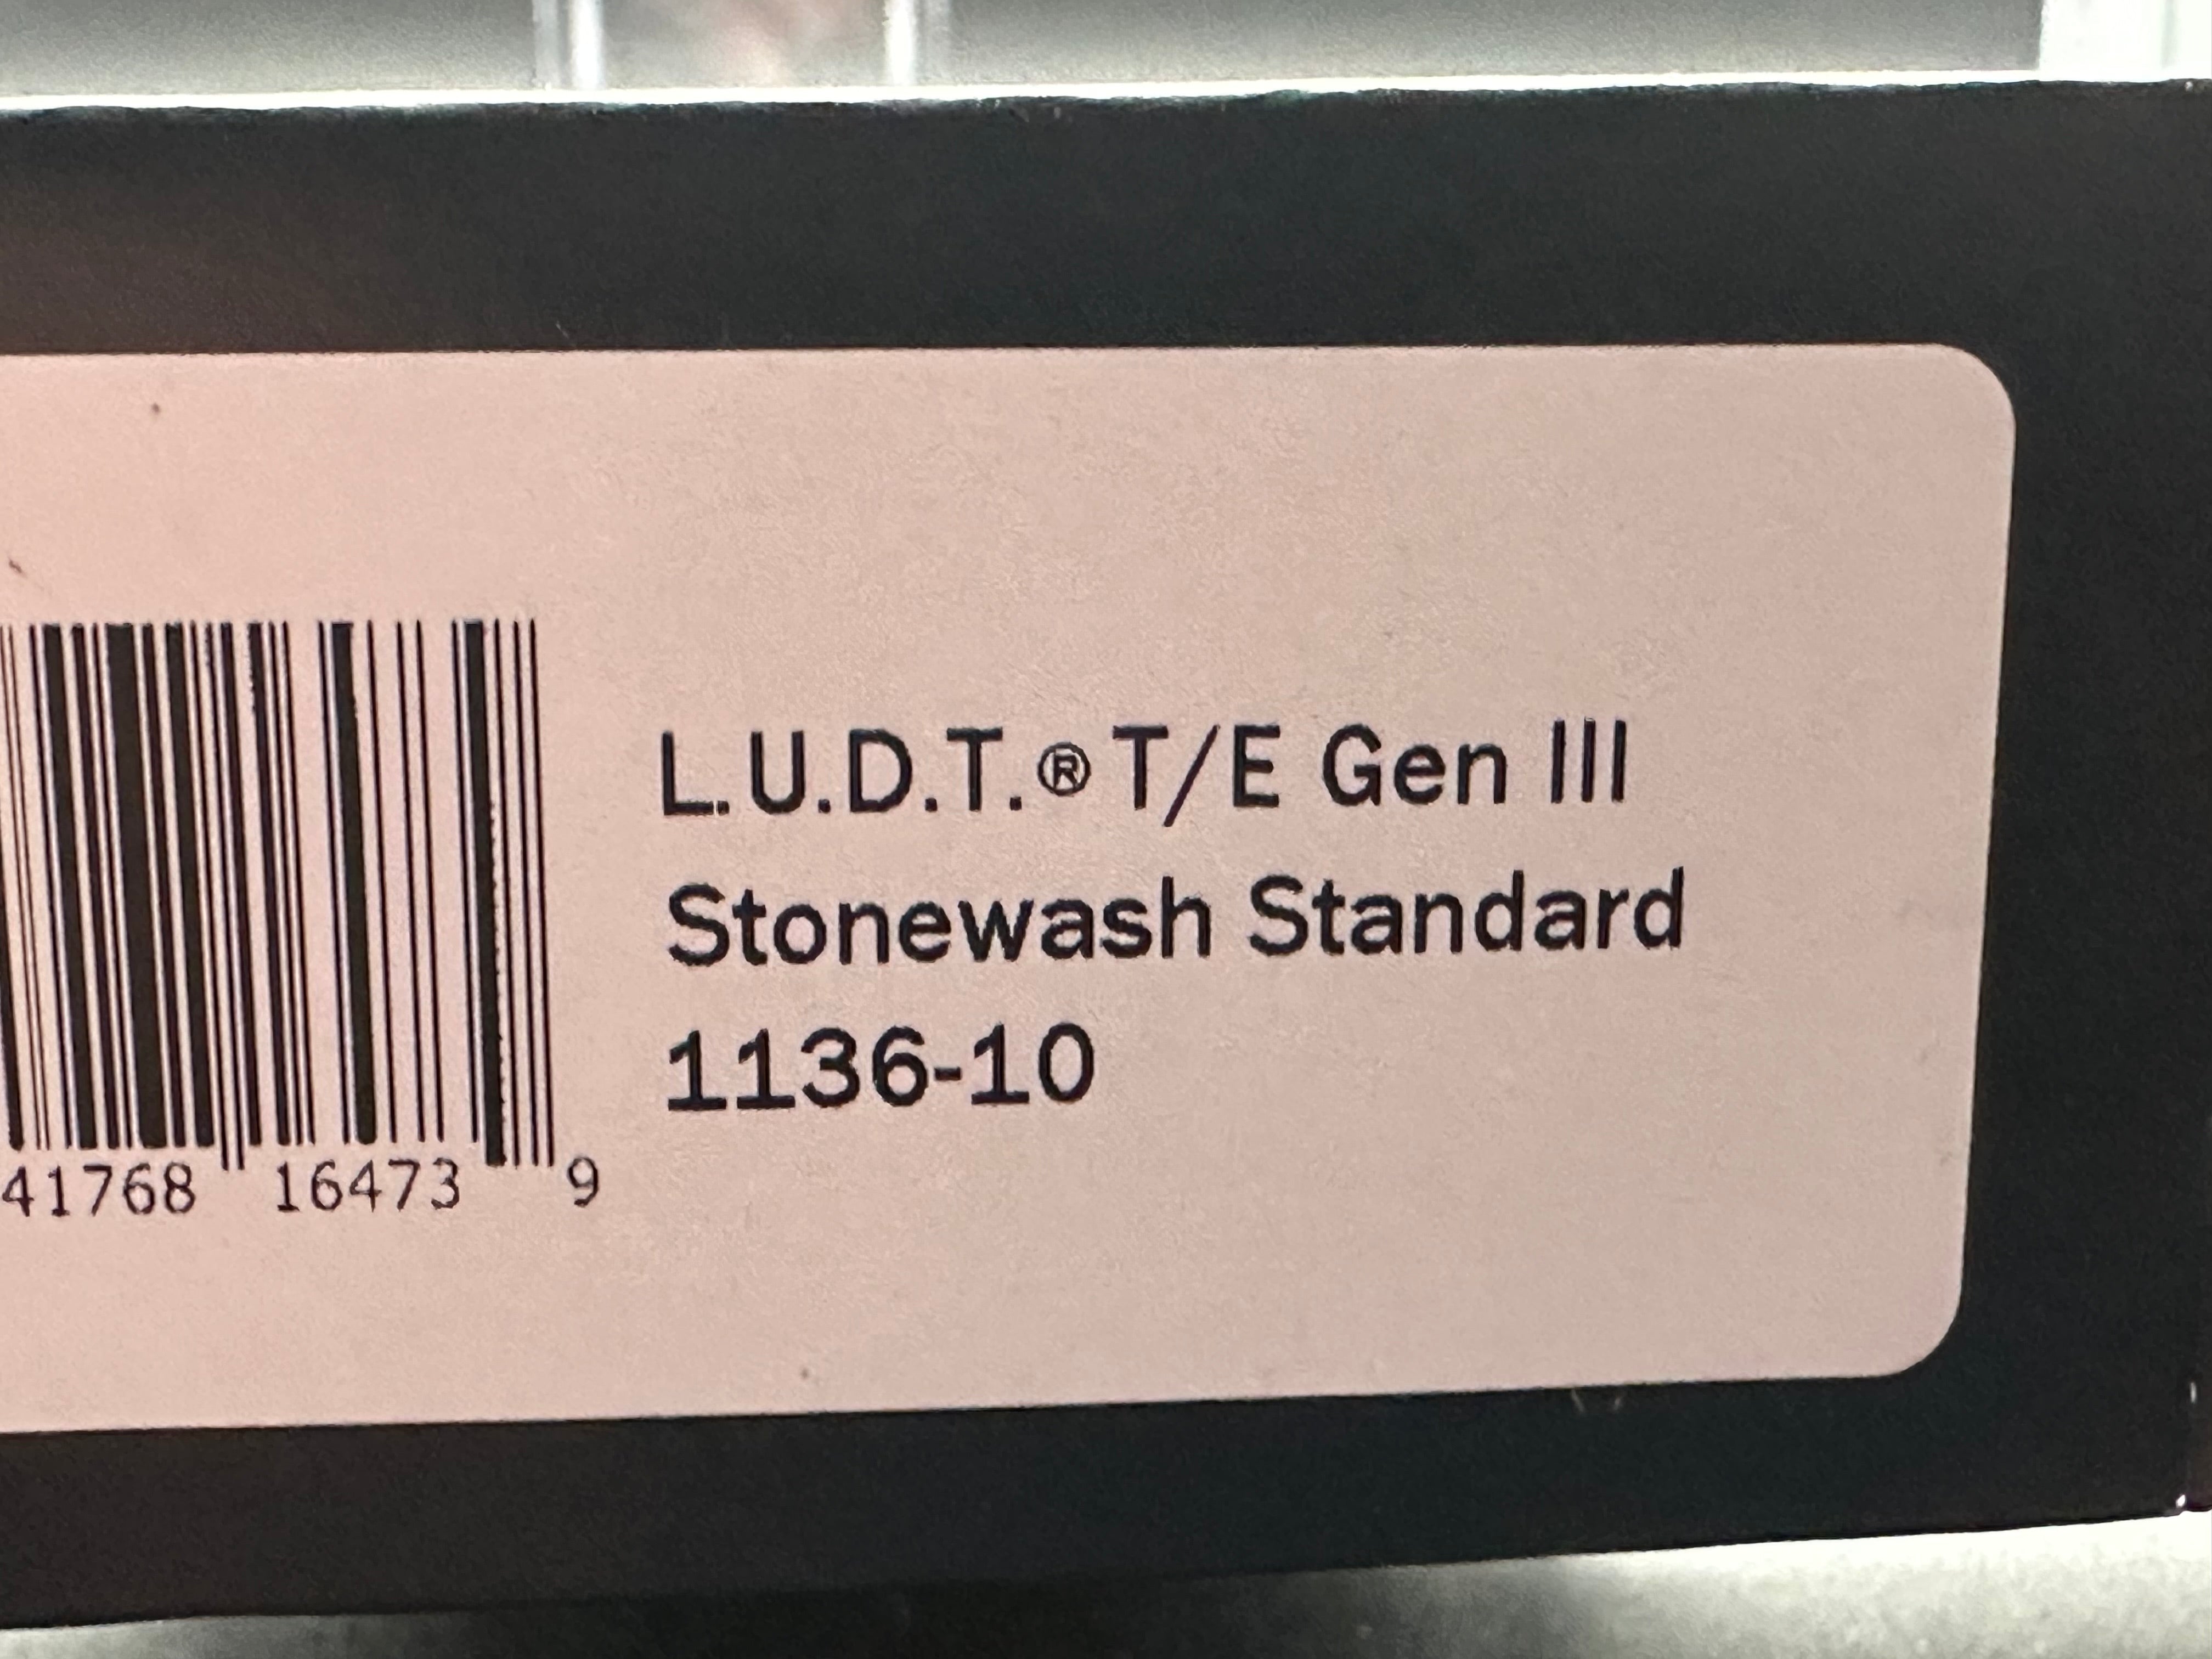 L.U.D.T.® T/E Gen III
Stonewash Standard
1136-10
41768 16473 9